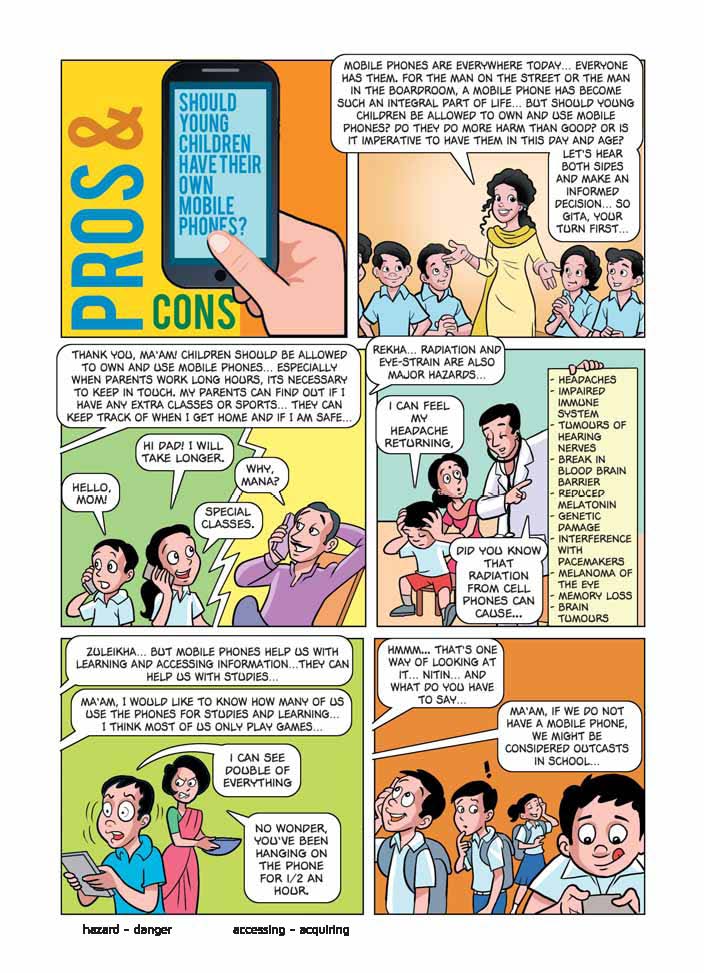 PROS &
CONS
SHOULD
YOUNG
CHILDREN
HAVE THEIR
OWN
MOBILE
PHONES?
MOBILE PHONES ARE EVERYWHERE TODAY... EVERYONE
HAS THEM. FOR THE MAN ON THE STREET OR THE MAN
IN THE BOARDROOM, A MOBILE PHONE HAS BECOME
SUCH AN INTEGRAL PART OF LIFE... BUT SHOULD YOUNG
CHILDREN BE ALLOWED TO OWN AND USE MOBILE
PHONES? DO THEY DO MORE HARM THAN GOOD? OR IS
IT IMPERATIVE TO HAVE THEM IN THIS DAY AND AGE?
LET'S HEAR
BOTH SIDES
AND MAKE AN
INFORMED
DECISION... SO
GITA, YOUR
TURN FIRST...
THANK YOU, MA'AM! CHILDREN SHOULD BE ALLOWED
TO OWN AND USE MOBILE PHONES... ESPECIALLY
WHEN PARENTS WORK LONG HOURS, ITS NECESSARY
TO KEEP IN TOUCH. MY PARENTS CAN FIND OUT IF I
HAVE ANY EXTRA CLASSES OR SPORTS... THEY CAN
KEEP TRACK OF WHEN I GET HOME AND IF I AM SAFE...
HELLO,
MOM!
HI DAD! I WILL
TAKE LONGER.
WHY,
MANA?
SPECIAL
CLASSES.
REKHA... RADIATION AND
EYE-STRAIN ARE ALSO
MAJOR HAZARDS...
I CAN FEEL
MY
HEADACHE
RETURNING,
DID YOU KNOW
THAT
RADIATION
FROM CELL
PHONES CAN
CAUSE...
- HEADACHES
- IMPAIRED
IMMUNE
SYSTEM
- TUMOURS OF
HEARING
NERVES
- BREAK IN
BLOOD BRAIN
BARRIER
- REDUCED
MELATONIN
- GENETIC
DAMAGE
- INTERFERENCE
WITH
PACEMAKERS
- MELANOMA OF
THE EYE
- MEMORY LOSS
- BRAIN
TUMOURS
ZULEIKHA... BUT MOBILE PHONES HELP US WITH
LEARNING AND ACCESSING INFORMATION...THEY CAN
HELP US WITH STUDIES...
MA'AM, I WOULD LIKE TO KNOW HOW MANY OF US
USE THE PHONES FOR STUDIES AND LEARNING...
I THINK MOST OF US ONLY PLAY GAMES...
I CAN SEE
DOUBLE OF
EVERYTHING
NO WONDER,
YOU'VE BEEN
HANGING ON
THE PHONE
FOR 1/2 AN
HOUR.
HMMM... THAT'S ONE
WAY OF LOOKING AT
IT... NITIN... AND
WHAT DO YOU HAVE
TO SAY...
MA'AM, IF WE DO NOT
HAVE A MOBILE PHONE,
WE MIGHT BE
CONSIDERED OUTCASTS
IN SCHOOL...
!
hazard - danger
accessing - acquiring